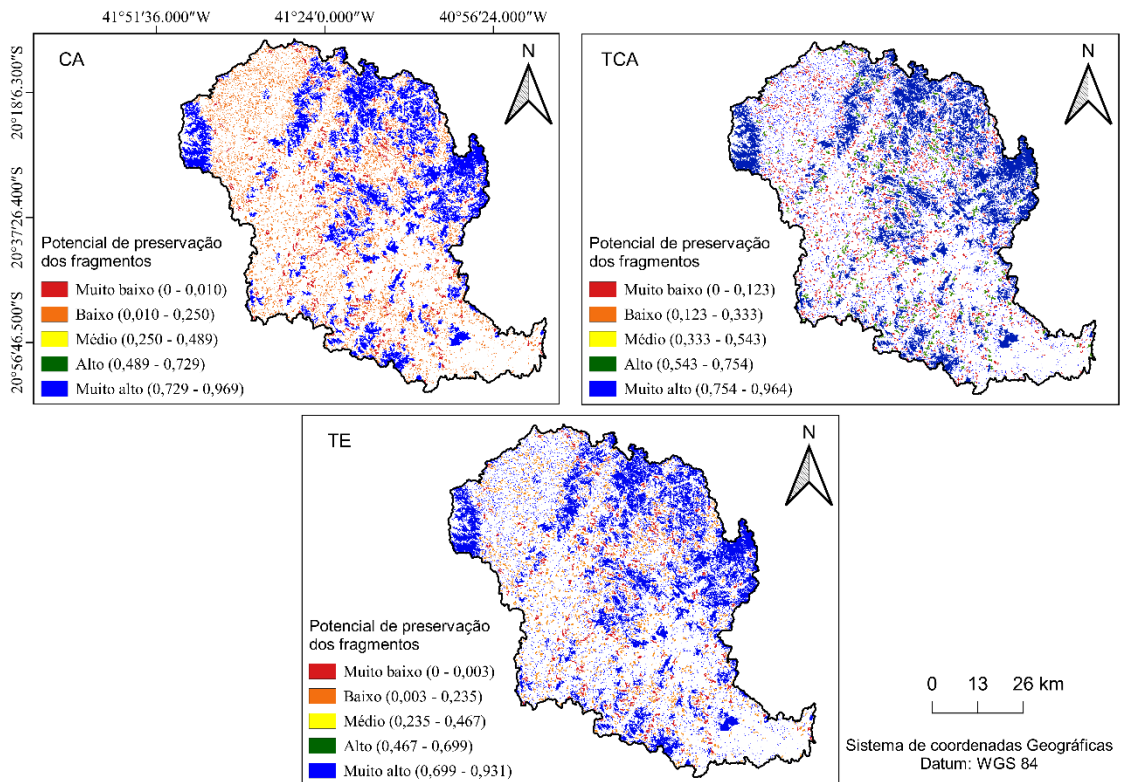 41°51'36.000"W
41°24'0.000"W
40°56'24.000"W
20°18'6.300"S
20°37'26.400"S
20°56'46.500"S
CA
N
Potencial de preservação
dos fragmentos
Muito baixo (0 - 0,010)
Baixo (0,010 - 0,250)
Médio (0,250 - 0,489)
Alto (0,489 - 0,729)
Muito alto (0,729 - 0,969)
TCA
N
Potencial de preservação
dos fragmentos
Muito baixo (0 - 0,123)
Baixo (0,123 - 0,333)
Médio (0,333 - 0,543)
Alto (0,543 - 0,754)
Muito alto (0,754 - 0,964)
TE
N
Potencial de preservação
dos fragmentos
Muito baixo (0 - 0,003)
Baixo (0,003 - 0,235)
Médio (0,235 - 0,467)
Alto (0,467 - 0,699)
Muito alto (0,699 - 0,931)
0 13 26 km
Sistema de coordenadas Geográficas
Datum: WGS 84